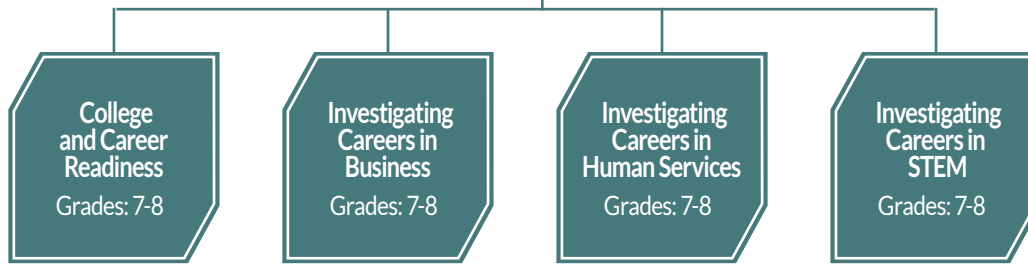 College
and Career
Readiness
Grades: 7-8
Investigating
Careers in
Business
Grades: 7-8
Investigating
Careers in
Human Services
Grades: 7-8
Investigating
Careers in
STEM
Grades: 7-8